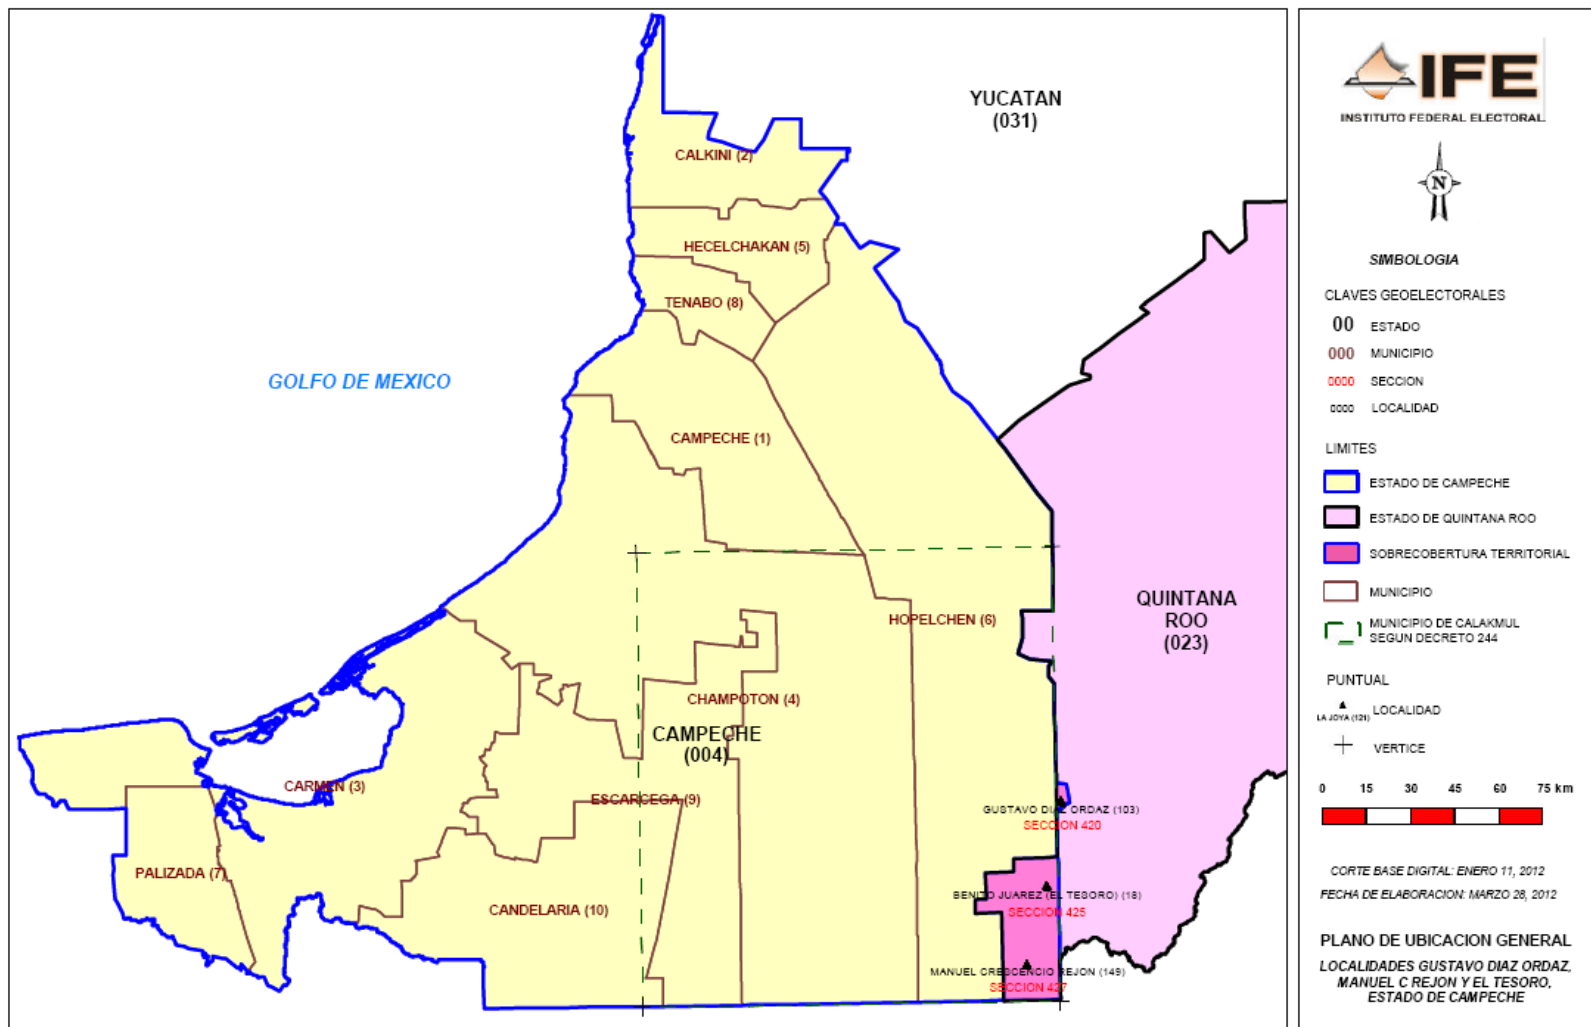 YUCATAN
(031)
CALKINI (2)
HECELCHAKAN (5)
TENABO (8)
GOLFO DE MEXICO
CAMPECHE (1)
HOPELCHEN (6)
QUINTANA
ROO
(023)
CHAMPOTON (4)
CAMPECHE
(004)
CARMEN (3)
ESCARCEGA (9)
GUSTAVO DIAZ ORDAZ (103)
SECCION 420
PALIZADA (7)
BENITO JUAREZ (EL TESORO) (18)
SECCION 425
CANDELARIA (10)
MANUEL CRESCENCIO REJON (149)
SECCION 427
IFE
INSTITUTO FEDERAL ELECTORAL
N
SIMBOLOGIA
CLAVES GEOELECTORALES
00 ESTADO
000 MUNICIPIO
0000 SECCION
0000 LOCALIDAD
LIMITES
ESTADO DE CAMPECHE
ESTADO DE QUINTANA ROO
SOBRECOBERTURA TERRITORIAL
MUNICIPIO
MUNICIPIO DE CALAKMUL
SEGUN DECRETO 244
PUNTUAL
LA JOYA (121) LOCALIDAD
VERTICE
0 15 30 45 60 75 km
CORTE BASE DIGITAL: ENERO 11, 2012
FECHA DE ELABORACION: MARZO 28, 2012
PLANO DE UBICACION GENERAL
LOCALIDADES GUSTAVO DIAZ ORDAZ,
MANUEL C REJON Y EL TESORO,
ESTADO DE CAMPECHE